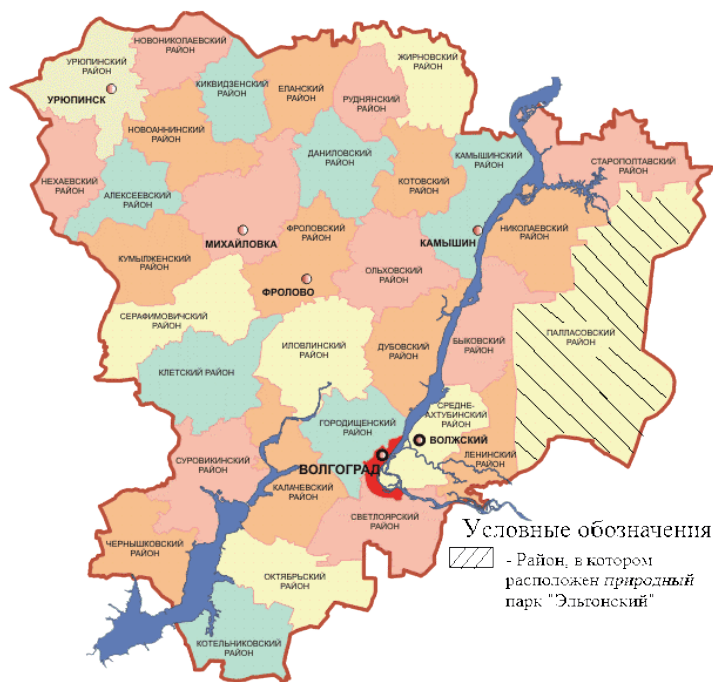 НОВОНИКОЛАЕВСКИЙ
РАЙОН
УРЮПИНСКИЙ
РАЙОН
УРЮПИНСК
КИКВИДЗЕНСКИЙ
РАЙОН
ЕЛАНСКИЙ
РАЙОН
РУДНЯНСКИЙ
РАЙОН
ЖИРНОВСКИЙ
РАЙОН
НОВОАННИНСКИЙ
РАЙОН
ДАНИЛОВСКИЙ
РАЙОН
КАМЫШИНСКИЙ
РАЙОН
СТАРОПОЛТАВСКИЙ
РАЙОН
НЕХАЕВСКИЙ
РАЙОН
АЛЕКСЕЕВСКИЙ
РАЙОН
КОТОВСКИЙ
РАЙОН
МИХАЙЛОВКА
ФРОЛОВСКИЙ
РАЙОН
КАМЫШИН
НИКОЛАЕВСКИЙ
РАЙОН
КУМЫЛЖЕНСКИЙ
РАЙОН
ФРОЛОВО
ОЛЬХОВСКИЙ
РАЙОН
СЕРАФИМОВИЧСКИЙ
РАЙОН
ИЛОВЛИНСКИЙ
РАЙОН
ДУБОВСКИЙ
РАЙОН
БЫКОВСКИЙ
РАЙОН
ПАЛЛАСОВСКИЙ
РАЙОН
КЛЕТСКИЙ РАЙОН
ГОРОДИЩЕНСКИЙ
РАЙОН
СРЕДНЕ-
АХТУБИНСКИЙ
РАЙОН
ВОЛЖСКИЙ
СУРОВИКИНСКИЙ
РАЙОН
ВОЛГОГРАД
ЛЕНИНСКИЙ
РАЙОН
КАЛАЧЕВСКИЙ
РАЙОН
СВЕТЛОЯРСКИЙ
РАЙОН
ЧЕРНЫШКОВСКИЙ
РАЙОН
ОКТЯБРЬСКИЙ
РАЙОН
КОТЕЛЬНИКОВСКИЙ
РАЙОН
Условные обозначения
- Район, в котором
расположен природный
парк "Эльтонский"